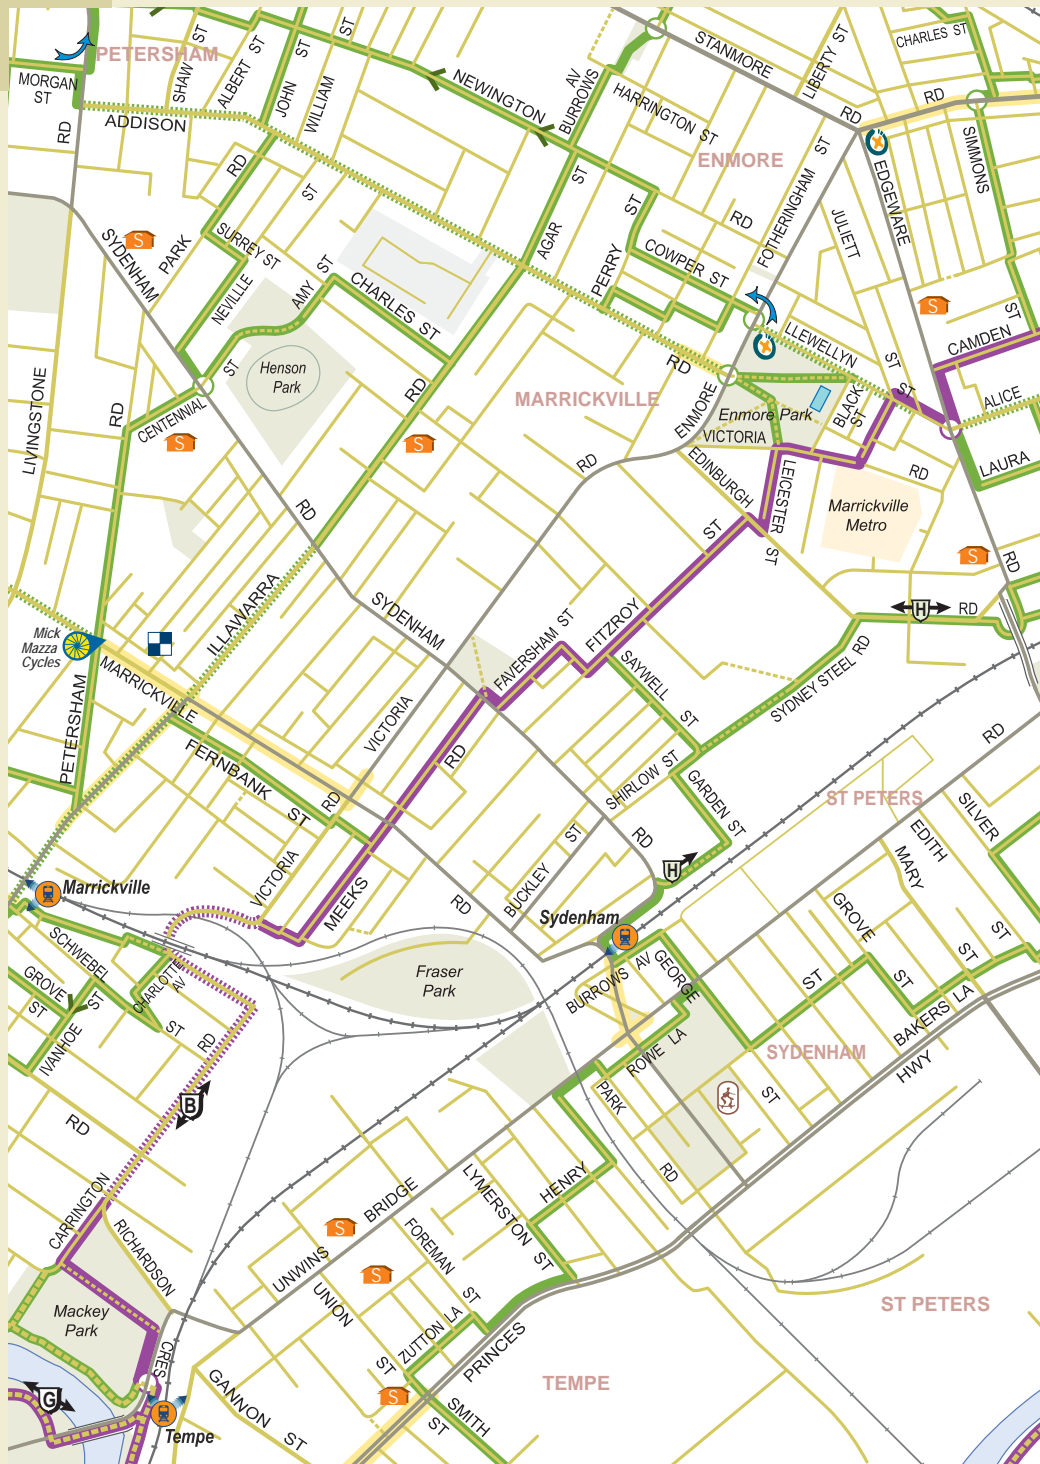 PETERSHAM
MORGAN
ST
SHAW ST
ALBERT ST
JOHN ST
WILLIAM
ST
ST
ADDISON
RD
RD
NEWINGTON
BURROWS AV
STANMORE
HARRINGTON ST
LIBERTY ST
RD
CHARLES ST
RD
ENMORE
SIMMONS
EDGEWARE
FOTHERINGHAM ST
JULIETT
RD
SYDENHAM
PARK
SURREY ST
NEVILLE
AMY ST
ST
CHARLES ST
AGAR
ST
PERRY
ST
COWPER ST
LLEWELLYN
ST
ST
CAMDEN
ST
ALICE
LAURA
Henson
Park
LIVINGSTONE
RD
CENTENNIAL
RD
RD
MARRICKVILLE
ENMORE
Enmore Park
BLACK
ST
VICTORIA
EDINBURGH
LEICESTER
ST
RD
Marrickville
Metro
RD
RD
ST
RD
H
RD
ILLAWARRA
SYDENHAM
FAVERSHAM ST
FITZROY
Mick
Mazza
Cycles
MARRICKVILLE
PETERSHAM
SAYWELL
ST
SYDNEY STEEL RD
FERNBANK
ST
VICTORIA
RD
RD
SHIRLOW ST
GARDEN ST
ST PETERS
RD
SILVER
EDITH
MARY
Marrickville
VICTORIA
MEEKS
RD
BUCKLEY
ST
RD
H
Sydenham
GROVE
ST
ST
ST
ST
SCHWEBEL
GROVE
ST
ST
CHARLOTTE
AV
ST
IVANHOE
RD
Fraser
Park
BURROWS AV
GEORGE
BAKERS LA
ROWE LA
SYDENHAM
HWY
PARK
ST
RD
B
RD
CARRINGTON
RICHARDSON
HENRY
LYMERSTON
ST
BRIDGE
UNWINS
FOREMAN
ST
UNION
ST
ZUTTON LA
Mackey
Park
CRES
G
PRINCES
ST PETERS
TEMPE
Tempe
GANNON
ST
SMITH
ST
S
S
S
S
S
S
S
S